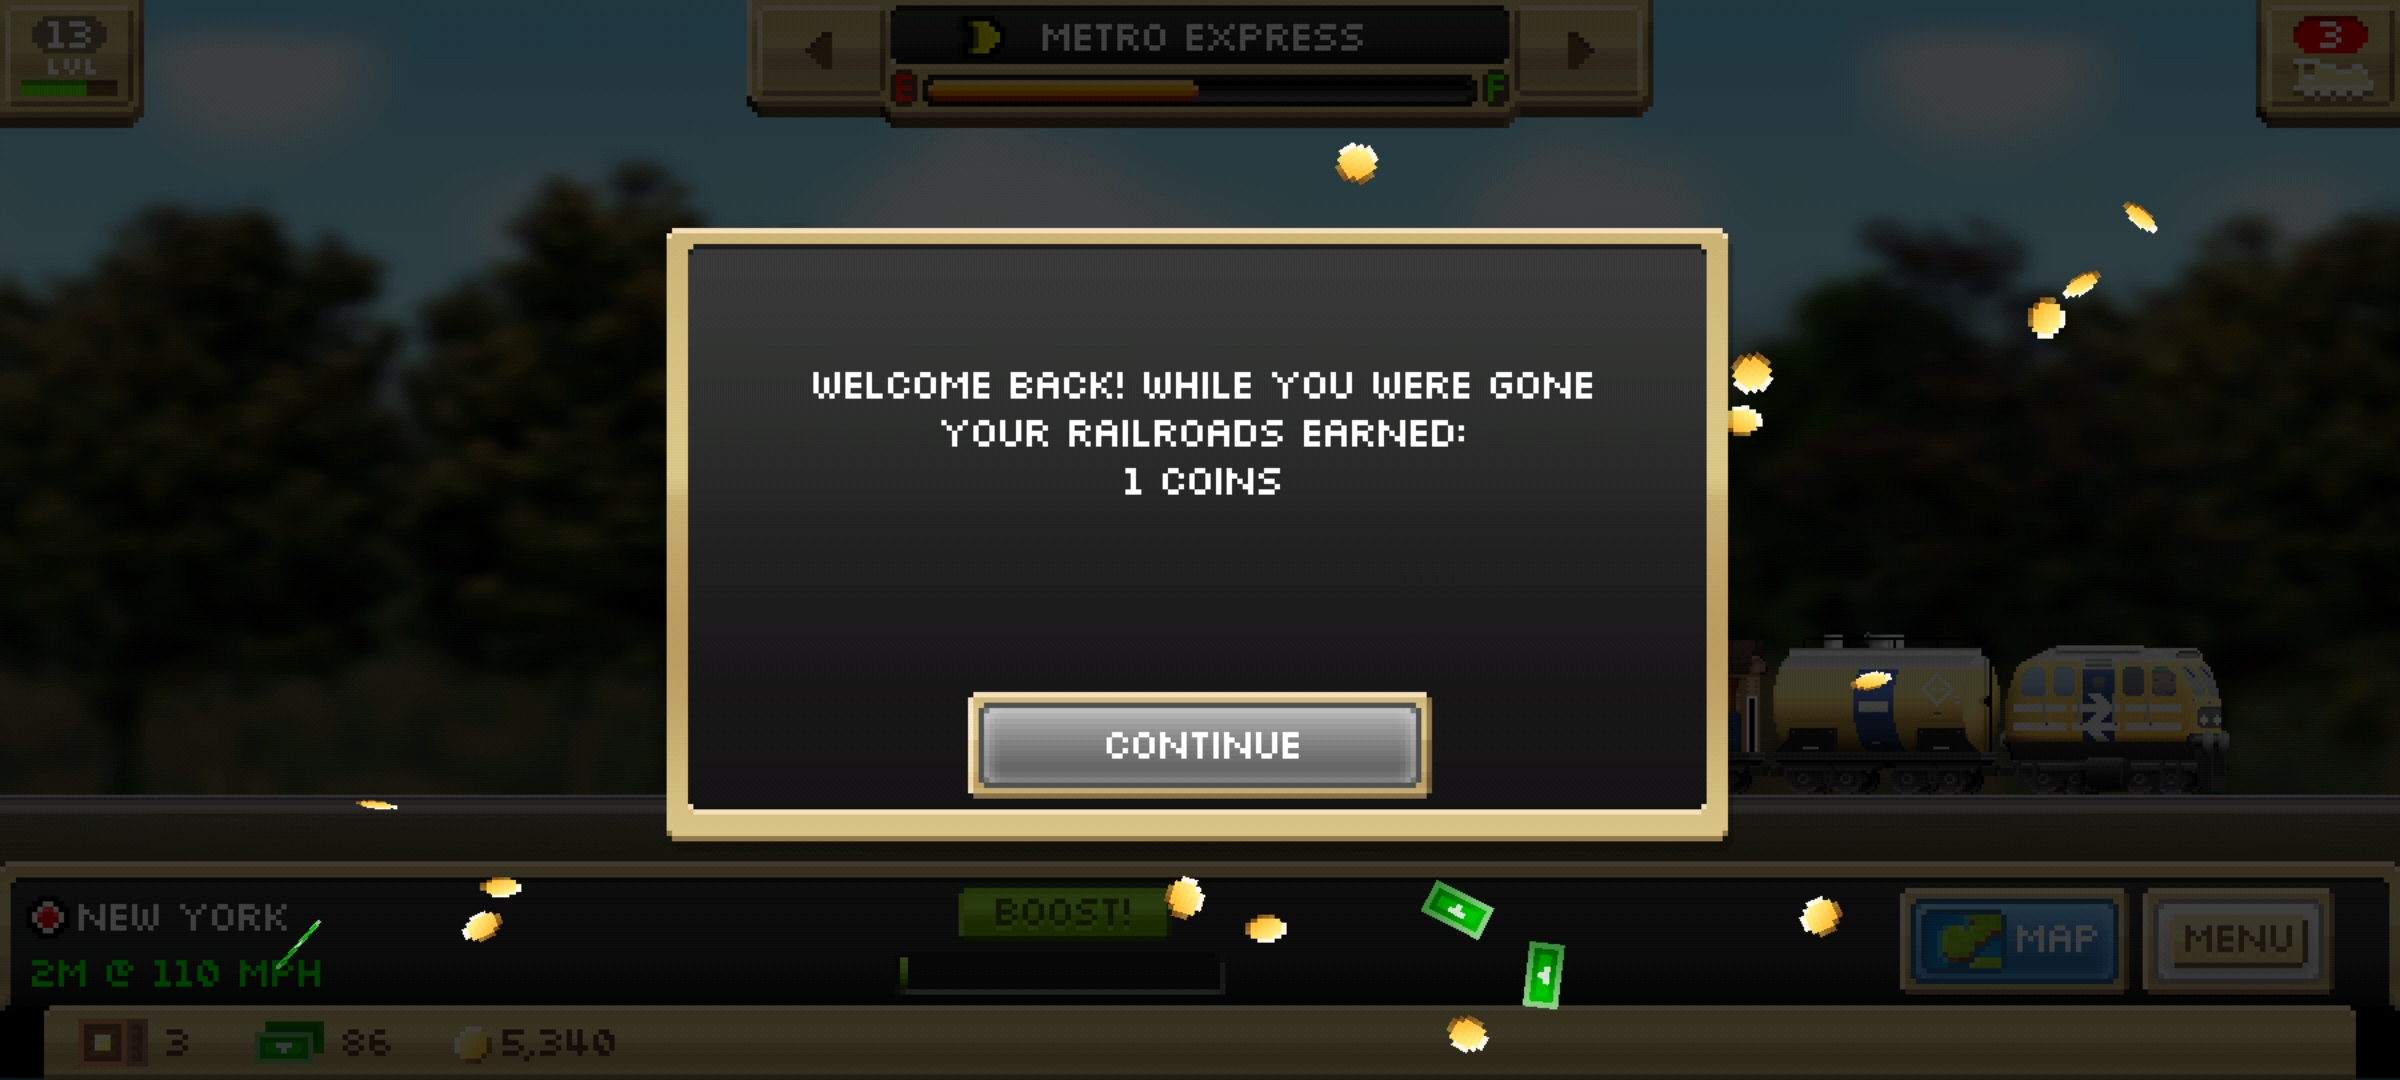 13
LVL
METRO EXPRESS
E F
3
WELCOME BACK! WHILE YOU WERE GONE
YOUR RAILROADS EARNED:
1 COINS
CONTINUE
NEW YORK
2M @ 110 MPH
BOOST!
MAP
MENU
3 86 5,340